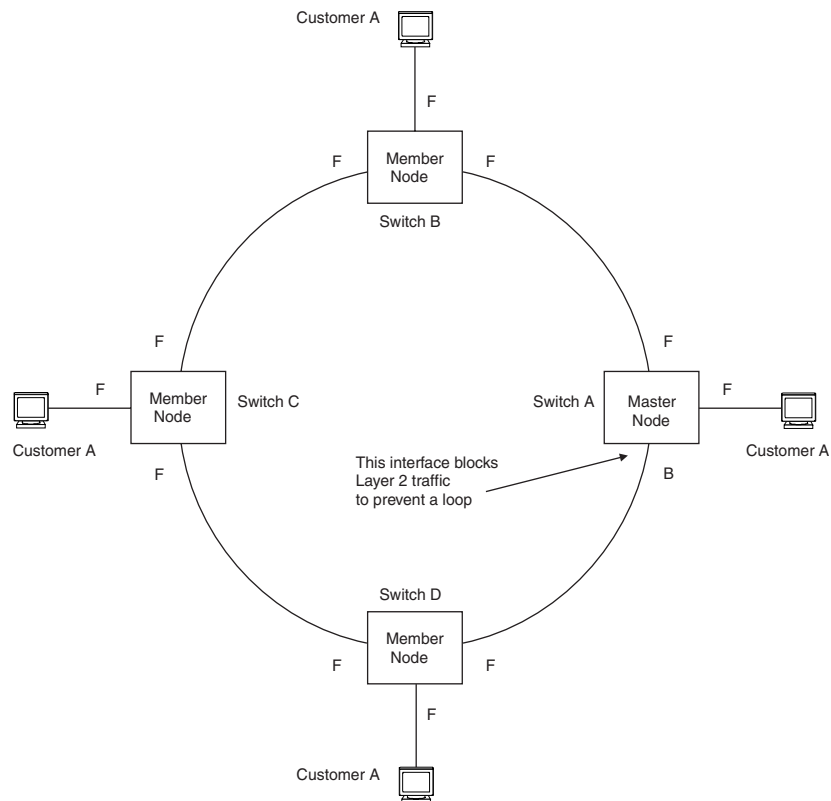 Customer A
F
F
Member
Node
F
Switch B
F
F
F
Member
Node
Switch C
Switch A
Master
Node
F
Customer A
Customer A
F
This interface blocks
Layer 2 traffic
to prevent a loop
B
Switch D
F
Member
Node
F
F
Customer A